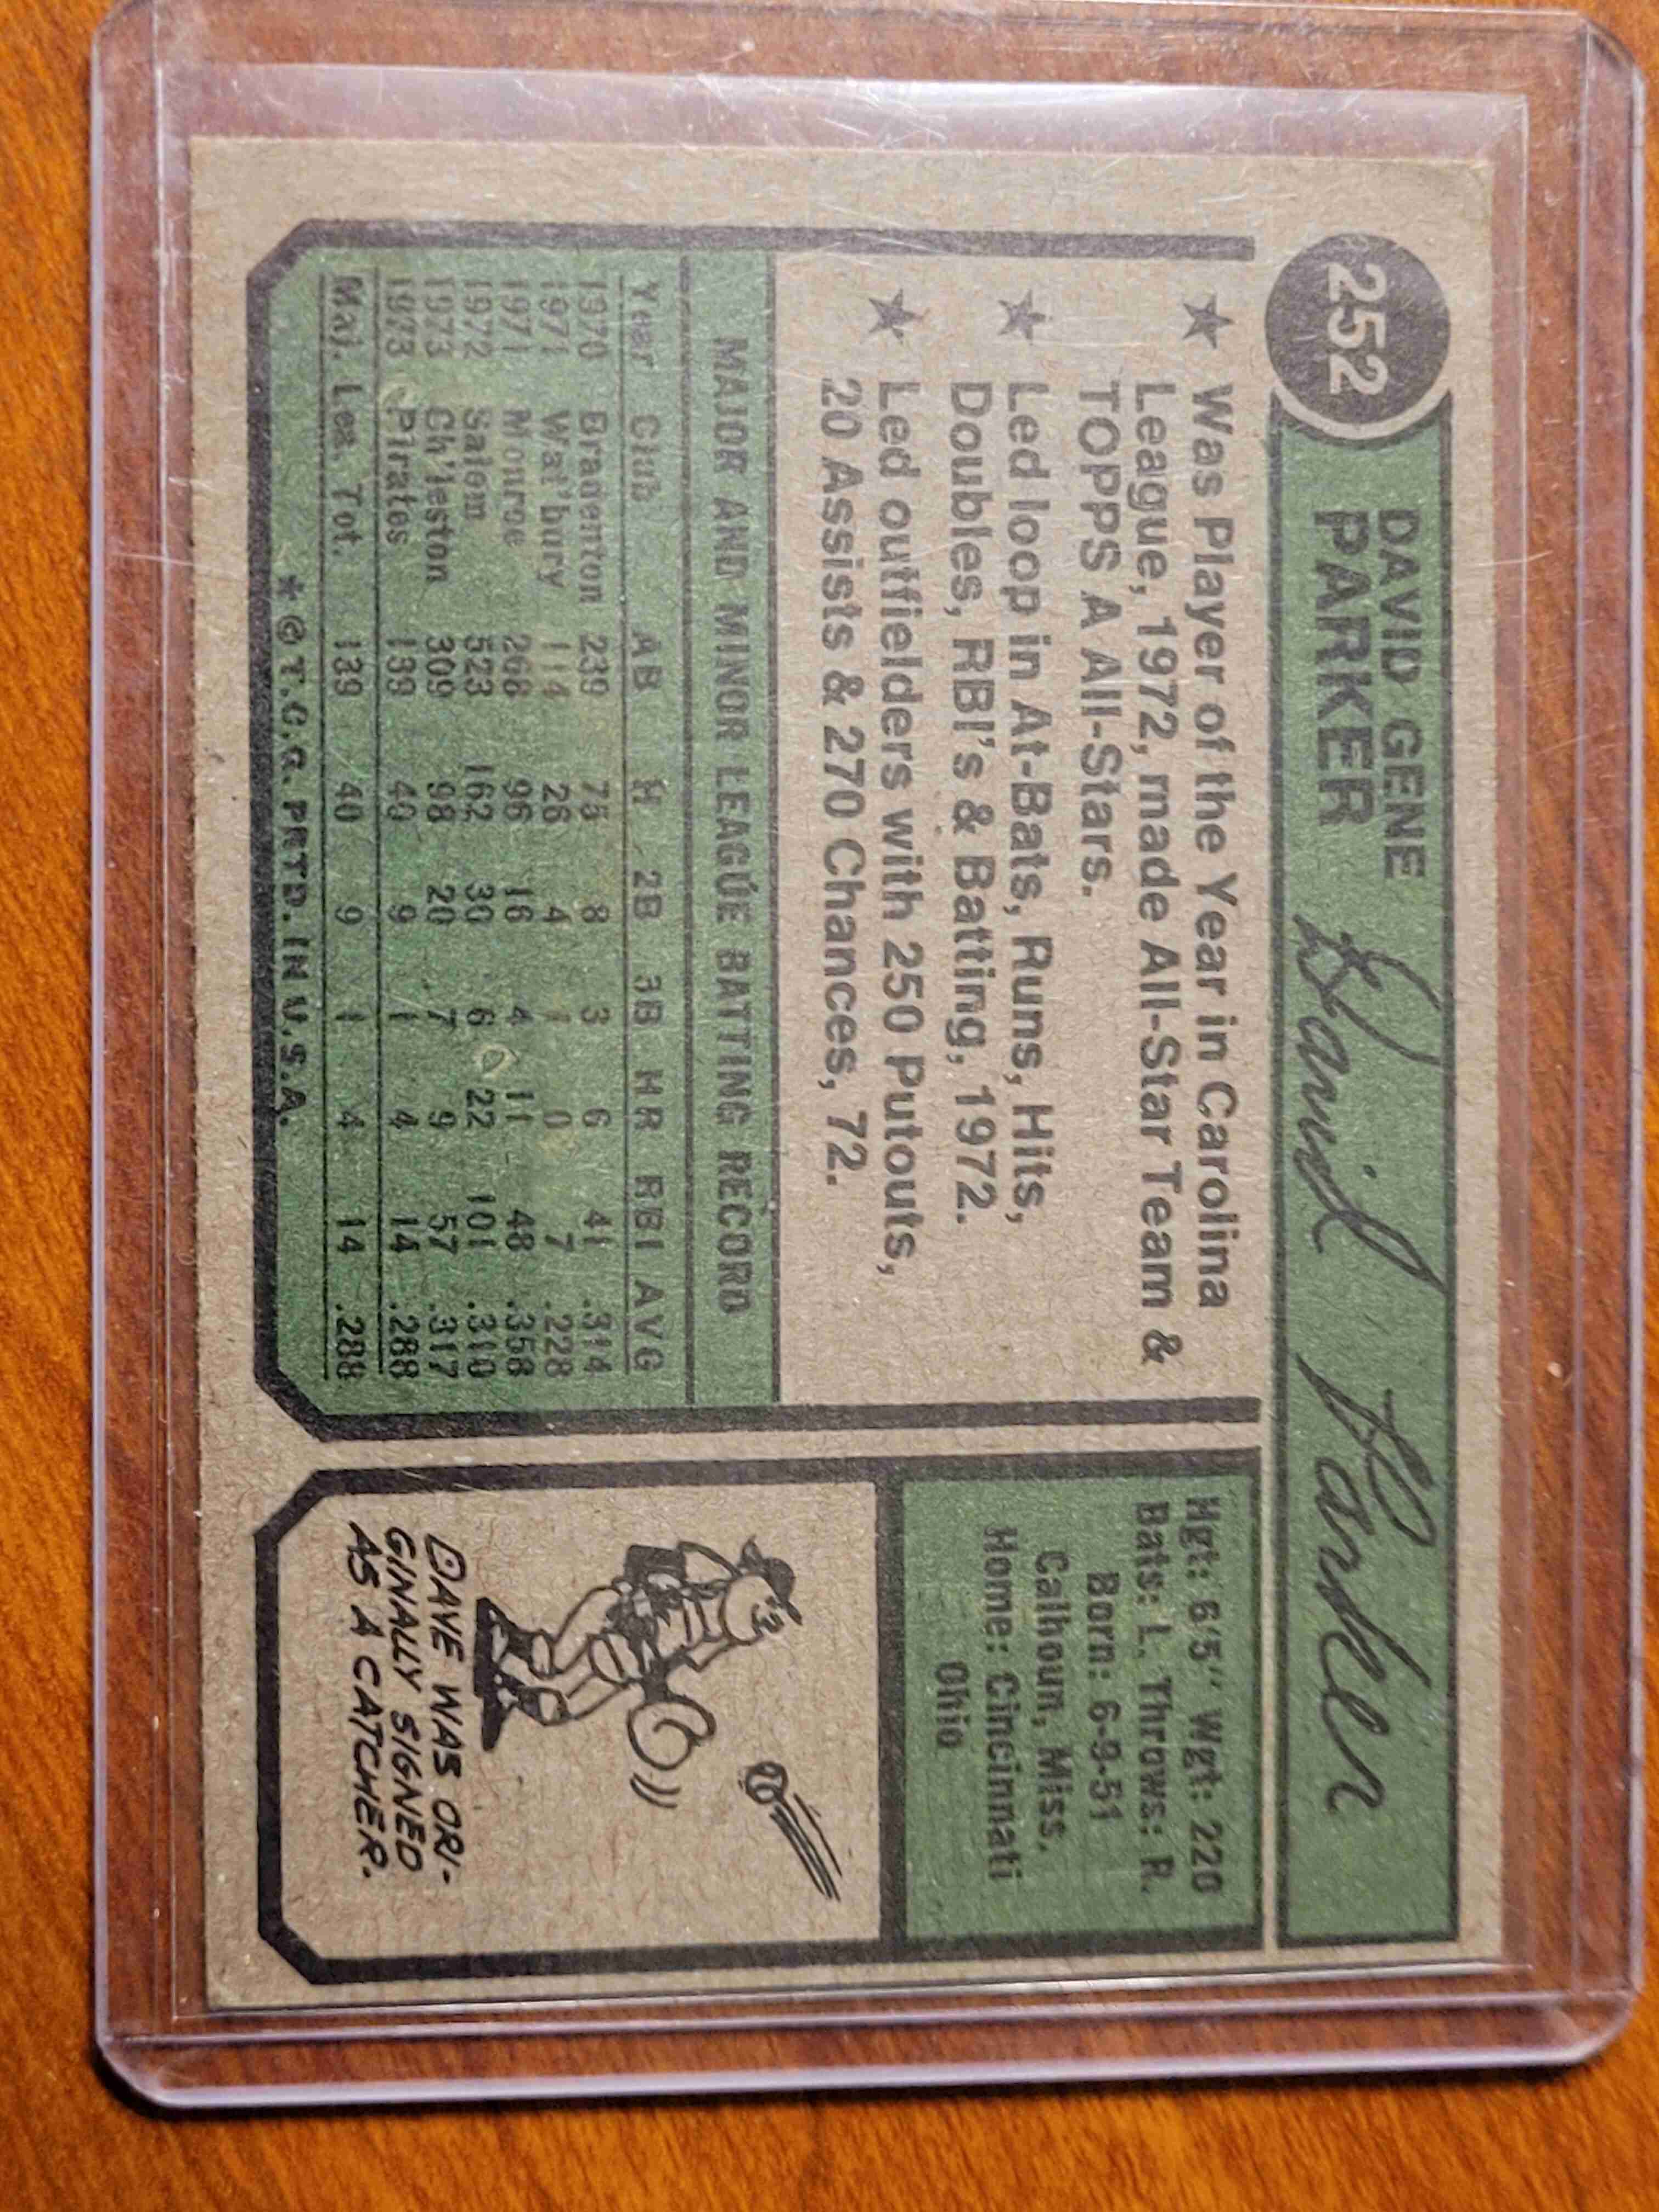 252
DAVID GENE
PARKER
David Parker
★ Was Player of the Year in Carolina
League, 1972, made All-Star Team &
TOPPS A All-Stars.
★ Led loop in At-Bats, Runs, Hits,
Doubles, RBI's & Batting, 1972.
★ Led outfielders with 250 Putouts,
20 Assists & 270 Chances, 72.
MAJOR AND MINOR LEAGUE BATTING RECORD
Year Club AB H 2B 3B HR RBI AVG
1970 Bradenton 239 75 8 3 6 41 .314
1971 Wat'bury 114 26 4 1 0 7 .228
1971 Monroe 268 96 16 4 11 48 .358
1972 Salem 523 162 30 6 22 101 .310
1973 Ch'leston 309 98 20 7 9 57 .317
1973 Pirates 139 40 9 1 4 14 .288
Maj. Lea. Tot. 139 40 9 1 4 14 .288
*©T.C.G. PRTD. IN U.S.A.
Hgt: 6'5" Wgt: 220
Bats: L. Throws: R.
Born: 6-9-51
Calhoun, Miss.
Home: Cincinnati
Ohio
DAVE WAS ORI-
GINALLY SIGNED
AS A CATCHER.